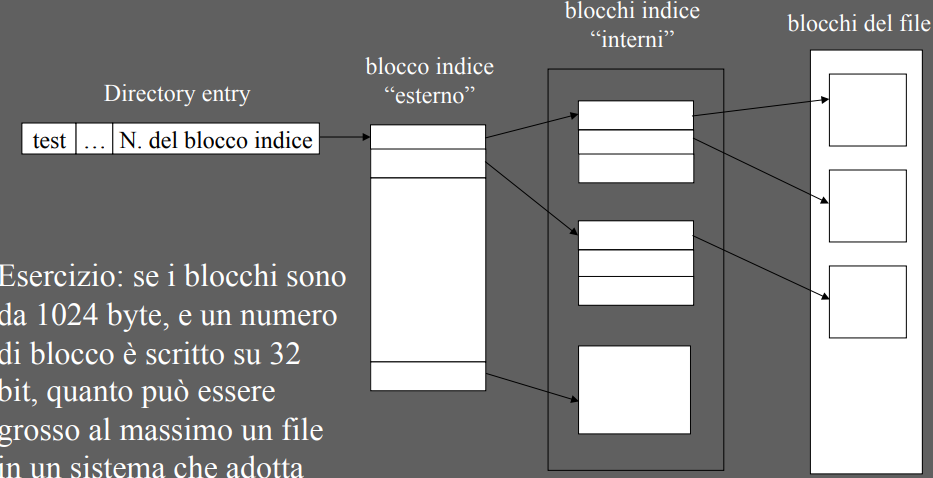 blocchi indice
“interni”
blocchi del file
blocco indice
“esterno”
Directory entry
test … N. del blocco indice
Esercizio: se i blocchi sono
da 1024 byte, e un numero
di blocco è scritto su 32
bit, quanto può essere
grosso al massimo un file
in un sistema che adotta